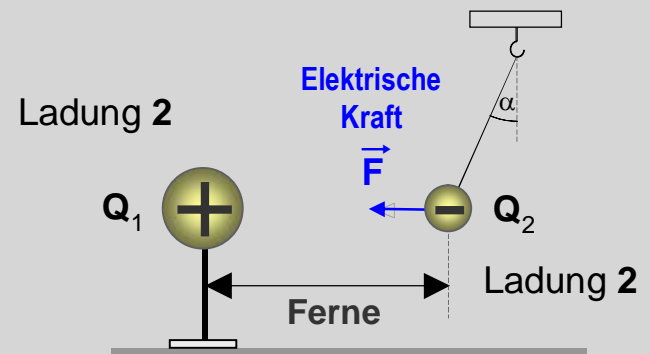 Elektrische
Kraft
F
α
Ladung 2
Q1
Q2
Ladung 2
Ferne